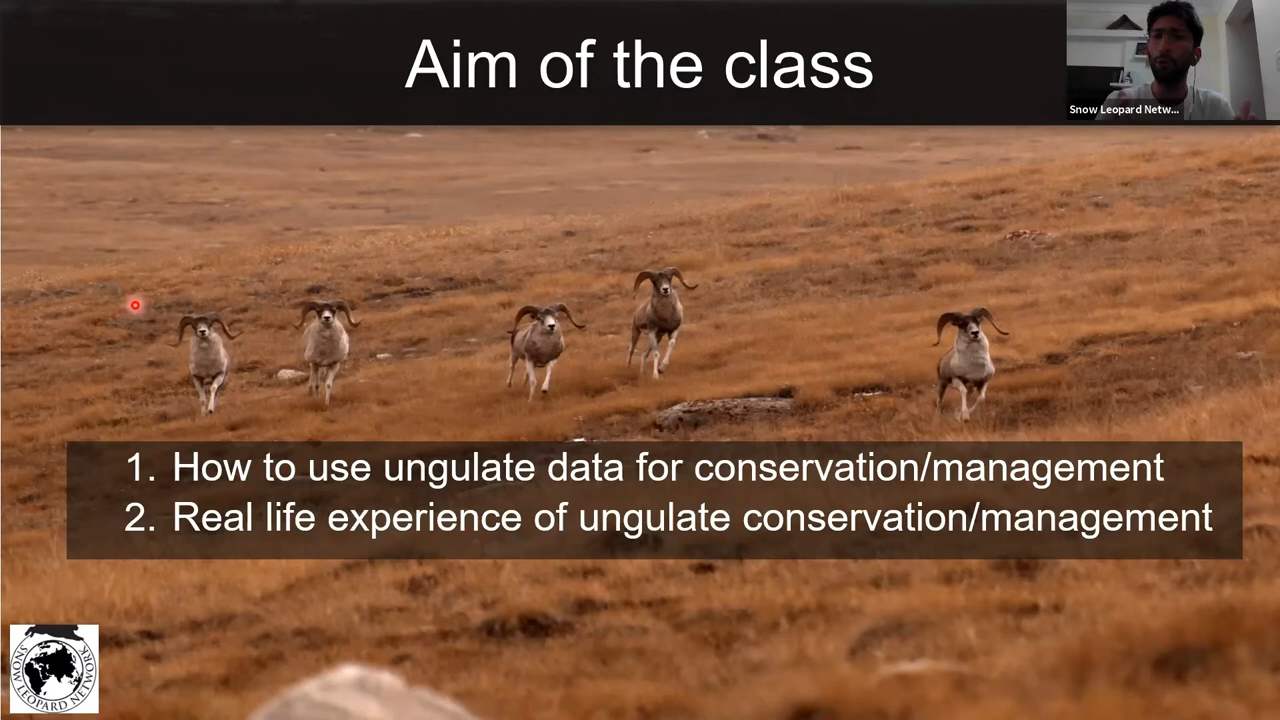 Aim of the class
Snow Leopard Netw...
1. How to use ungulate data for conservation/management
2. Real life experience of ungulate conservation/management
SNOW LEOPARD NETWORK